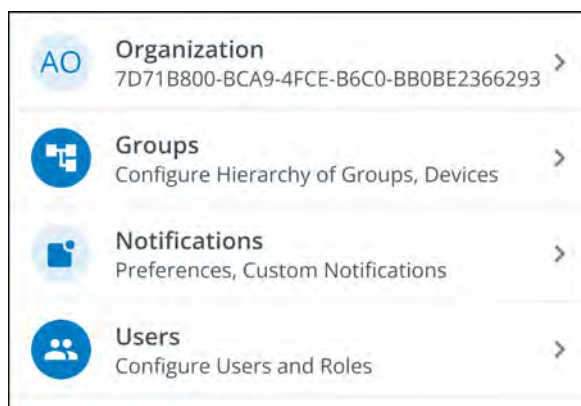 AO
Organization
7D71B800-BCA9-4FCE-B6C0-BB0BE2366293
Groups
Configure Hierarchy of Groups, Devices
Notifications
Preferences, Custom Notifications
Users
Configure Users and Roles